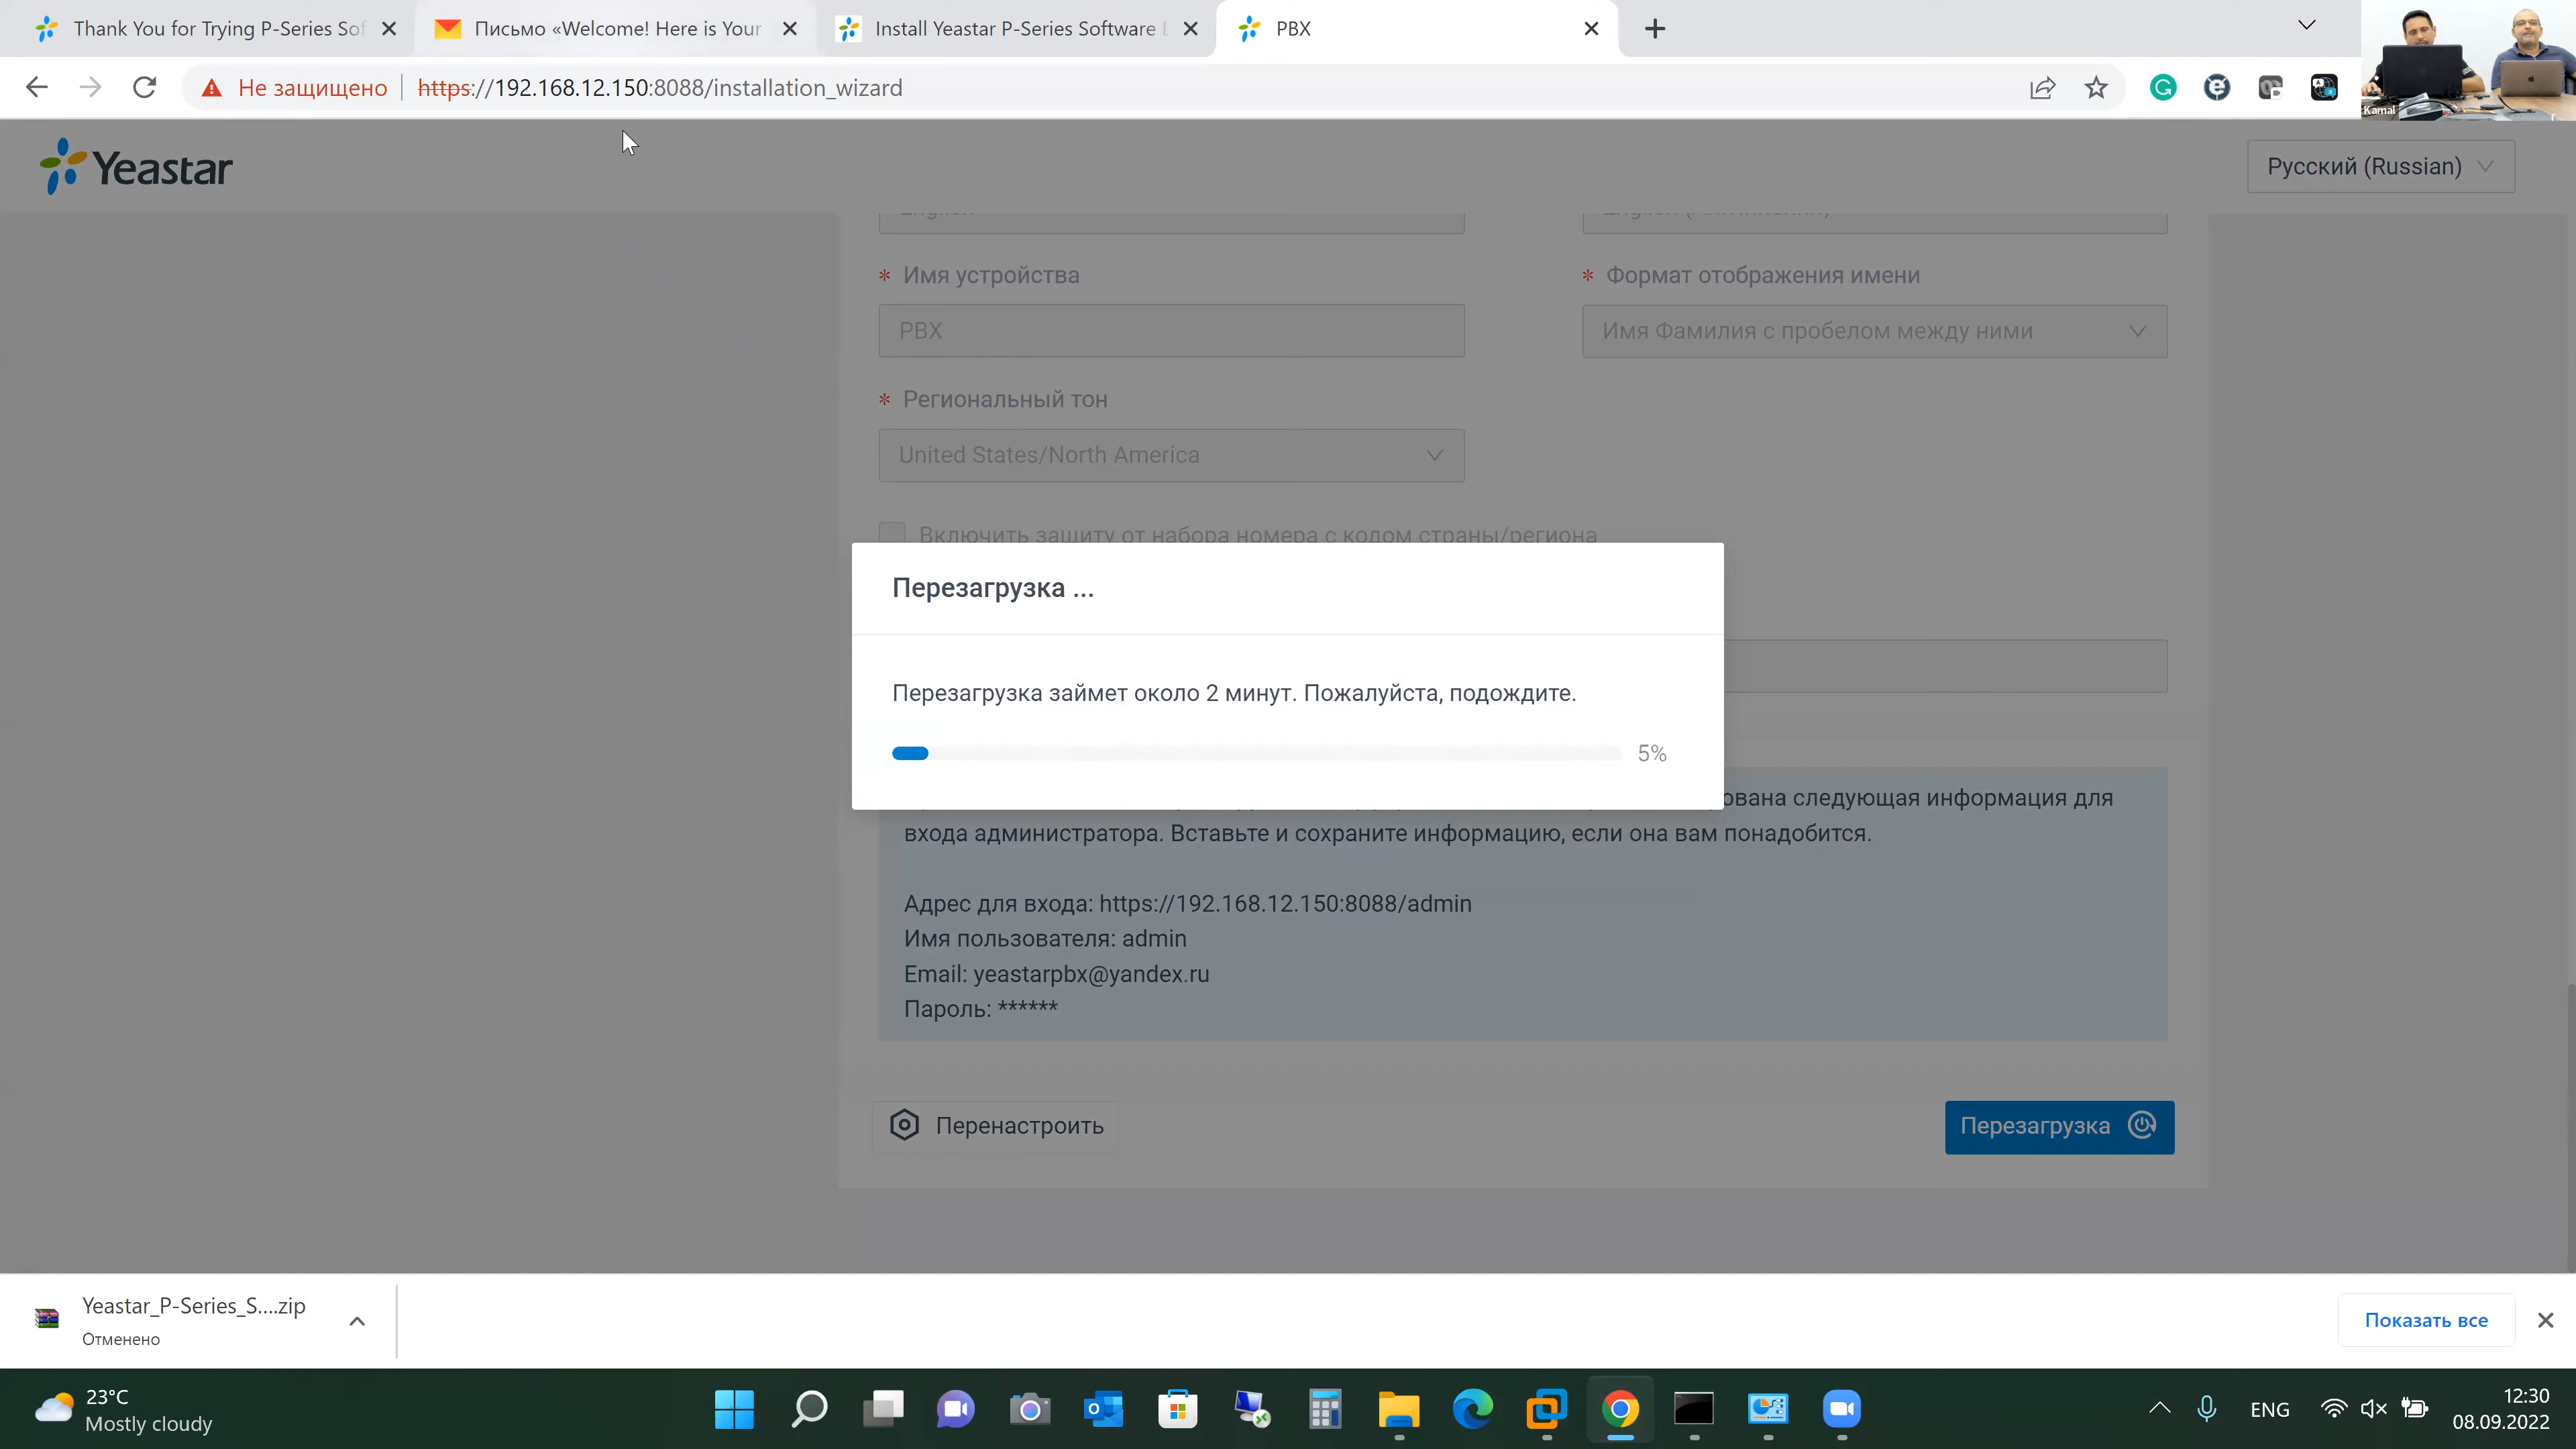 Thank You for Trying P-Series Sof
Письмо «Welcome! Here is Your
Install Yeastar P-Series Software L
PBX
Не защищено
https://192.168.12.150:8088/installation_wizard
Kamal
Yeastar
Русский (Russian)
English
* Имя устройства
* Формат отображения имени
PBX
Имя Фамилия с пробелом между ними
* Региональный тон
United States/North America
Включить защиту от набора номера с кодом страны/региона
Перезагрузка ...
Перезагрузка займет около 2 минут. Пожалуйста, подождите.
5%
ована следующая информация для
входа администратора. Вставьте и сохраните информацию, если она вам понадобится.
Адрес для входа: https://192.168.12.150:8088/admin
Имя пользователя: admin
Email: yeastarpbx@yandex.ru
Пароль: ******
Перенастроить
Перезагрузка
Yeastar_P-Series_S....zip
Отменено
Показать все
23°C
Mostly cloudy
ENG
12:30
08.09.2022